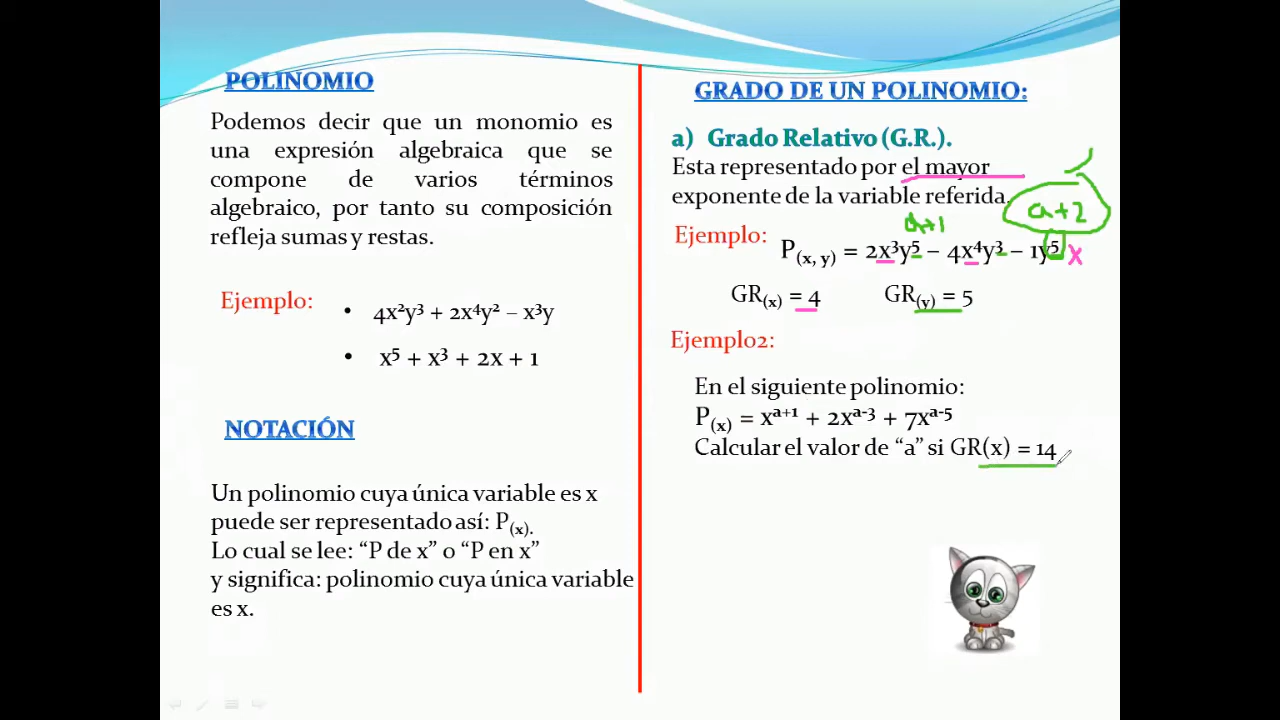 POLINOMIO
Podemos decir que un monomio es
una expresión algebraica que se
compone de varios términos
algebraico, por tanto su composición
refleja sumas y restas.
Ejemplo:
• 4x²y³ + 2x⁴y² – x³y
• x⁵ + x³ + 2x + 1
NOTACIÓN
Un polinomio cuya única variable es x
puede ser representado así: P₍ₓ₎.
Lo cual se lee: “P de x” o “P en x”
y significa: polinomio cuya única variable
es x.
GRADO DE UN POLINOMIO:
a) Grado Relativo (G.R.).
Esta representado por el mayor
exponente de la variable referida.
a+2
a+1
Ejemplo:
P(x, y) = 2x³y⁵ – 4x⁴y³ – 1y⁵ x
GR(x) = 4 GR(y) = 5
Ejemplo2:
En el siguiente polinomio:
P(x) = xᵃ⁺¹ + 2xᵃ⁻³ + 7xᵃ⁻⁵
Calcular el valor de “a” si GR(x) = 14